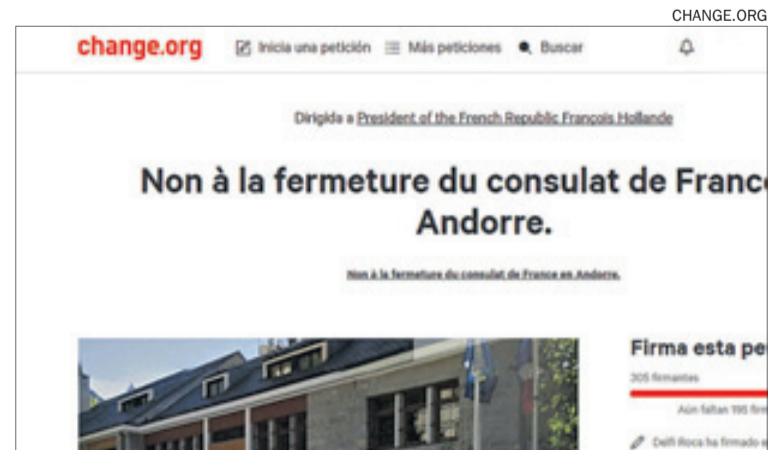 CHANGE.ORG
change.org Inicia una petición Más peticiones Buscar
Dirigida a President of the French Republic François Hollande
Non à la fermeture du consulat de France
Andorre.
Non à la fermeture du consulat de France en Andorre.
Firma esta pe
305 firmantes
Aún faltan 195 firm
Delfi Roca ha firmado e